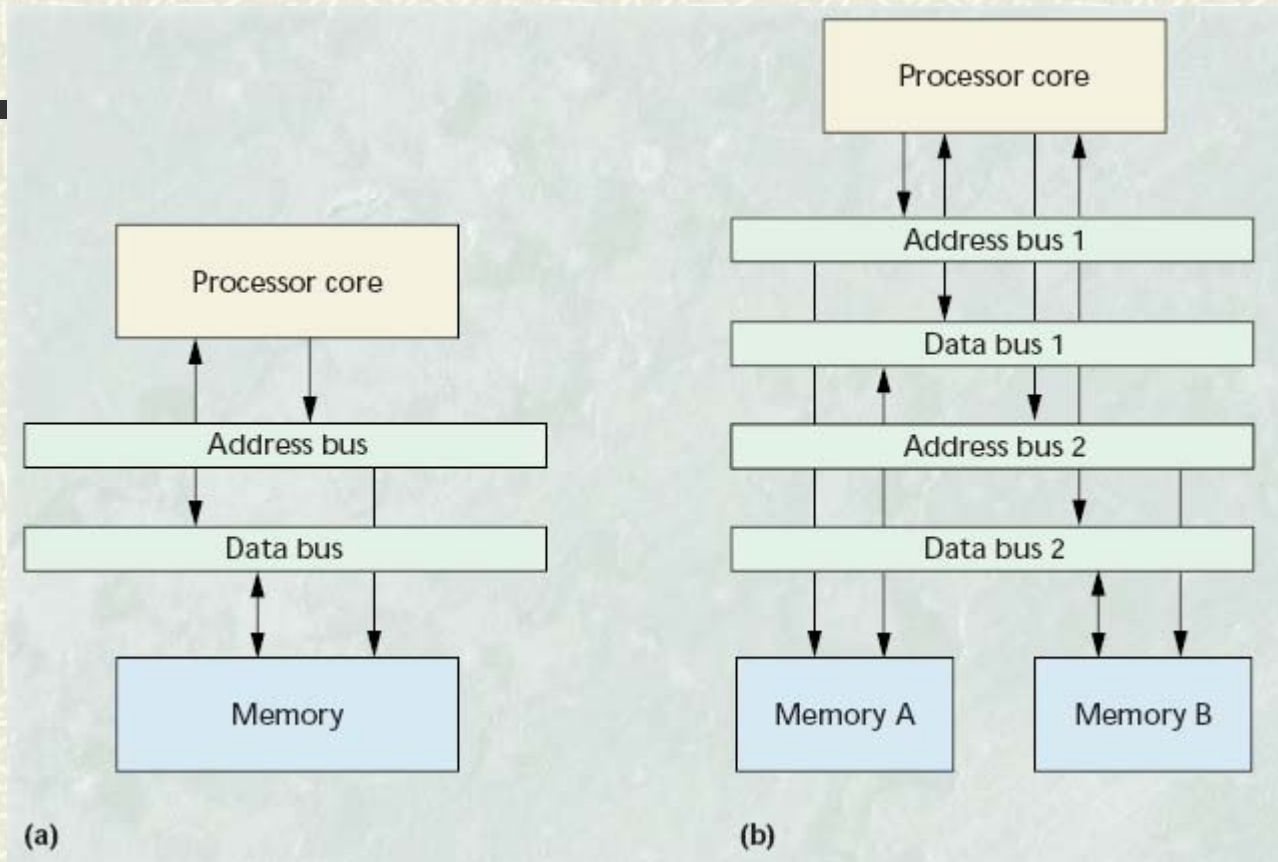 Processor core
Address bus
Data bus
Memory
(a)
Processor core
Address bus 1
Data bus 1
Address bus 2
Data bus 2
Memory A
Memory B
(b)